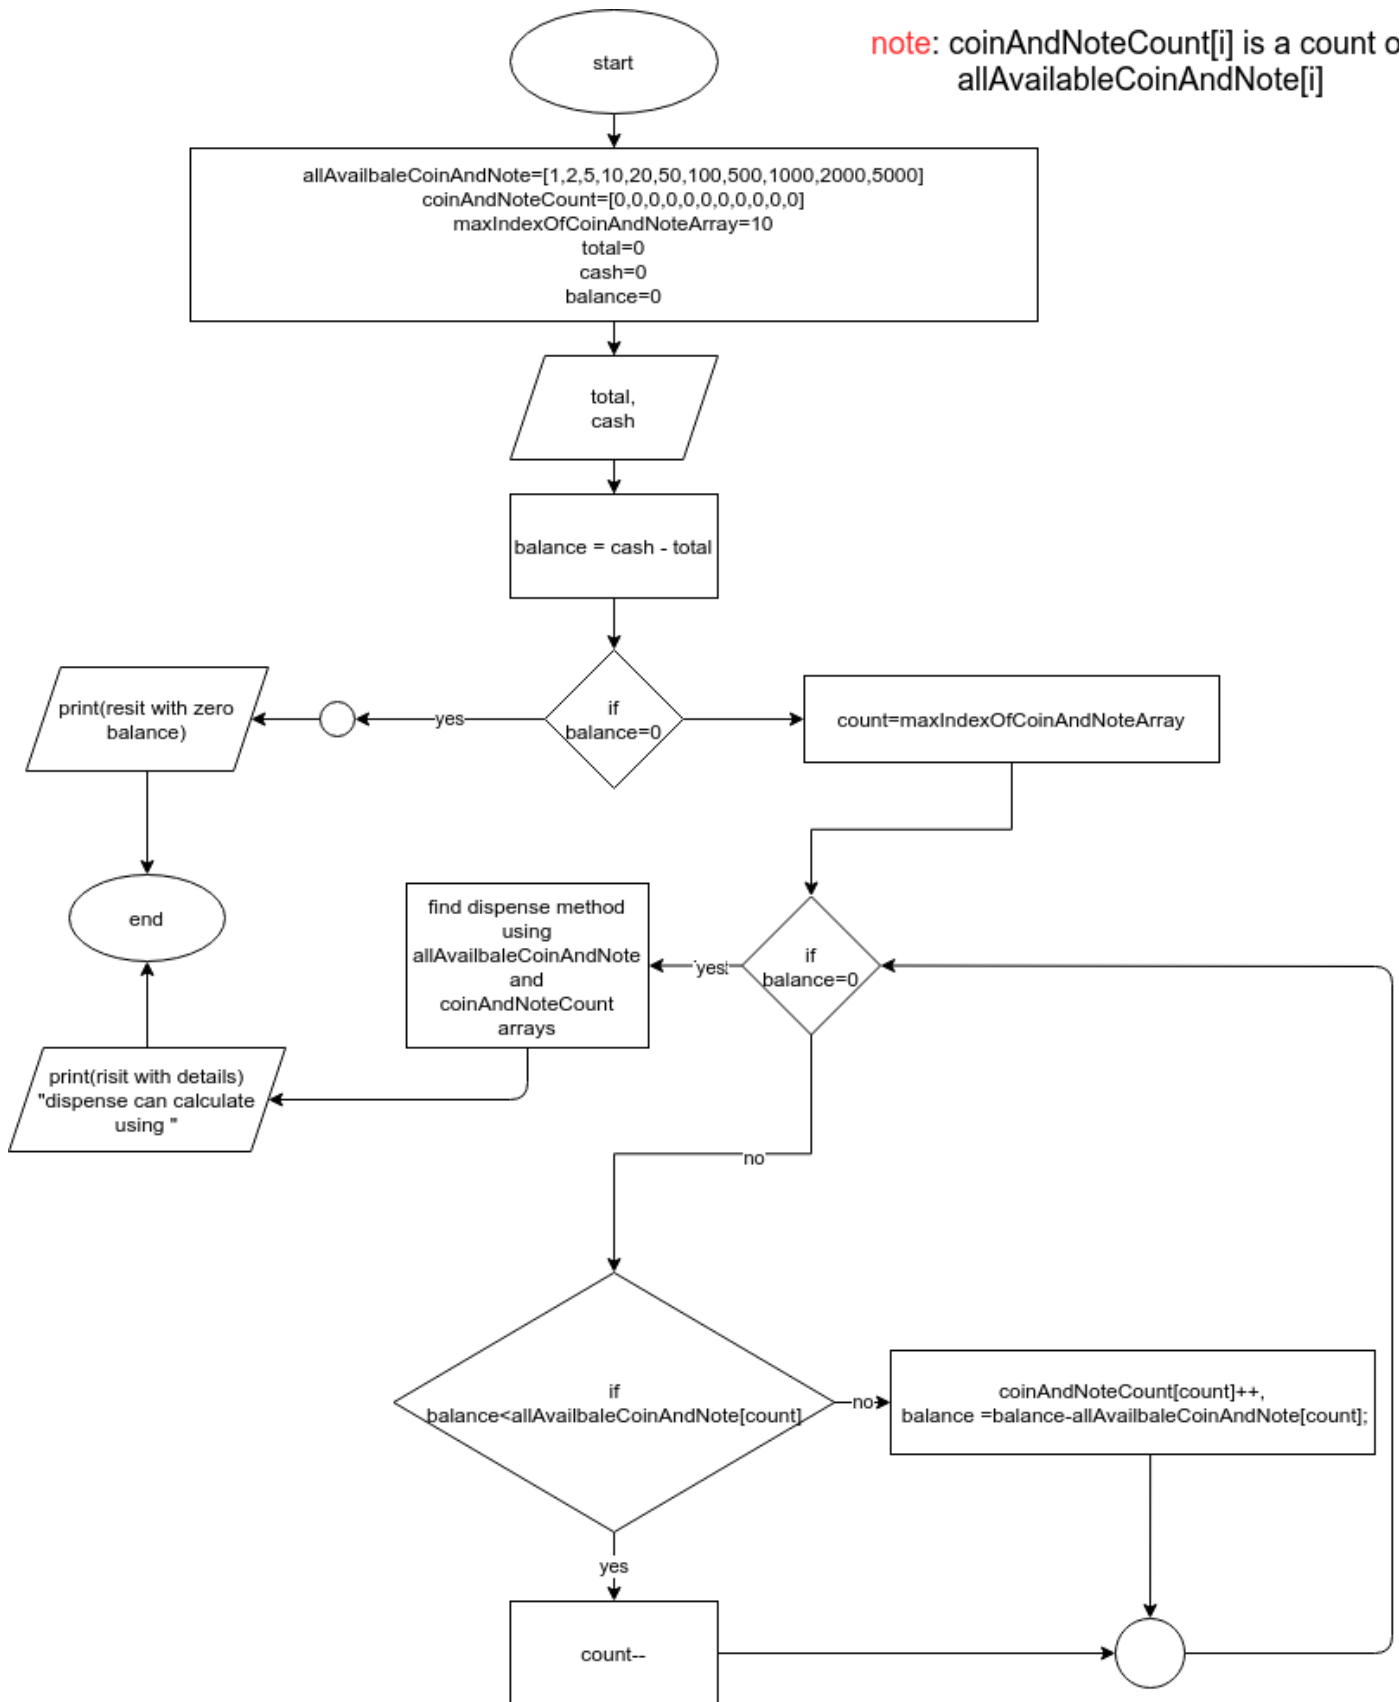 start
note: coinAndNoteCount[i] is a count o
allAvailableCoinAndNote[i]
allAvailbaleCoinAndNote=[1,2,5,10,20,50,100,500,1000,2000,5000]
coinAndNoteCount=[0,0,0,0,0,0,0,0,0,0,0]
maxIndexOfCoinAndNoteArray=10
total=0
cash=0
balance=0
total,
cash
balance = cash - total
print(resit with zero
balance)
yes
if
balance=0
count=maxIndexOfCoinAndNoteArray
end
find dispense method
using
allAvailbaleCoinAndNote
and
coinAndNoteCount
arrays
yes
if
balance=0
print(risit with details)
"dispense can calculate
using "
no
if
balance<allAvailbaleCoinAndNote[count]
no
coinAndNoteCount[count]++,
balance =balance-allAvailbaleCoinAndNote[count];
yes
count--